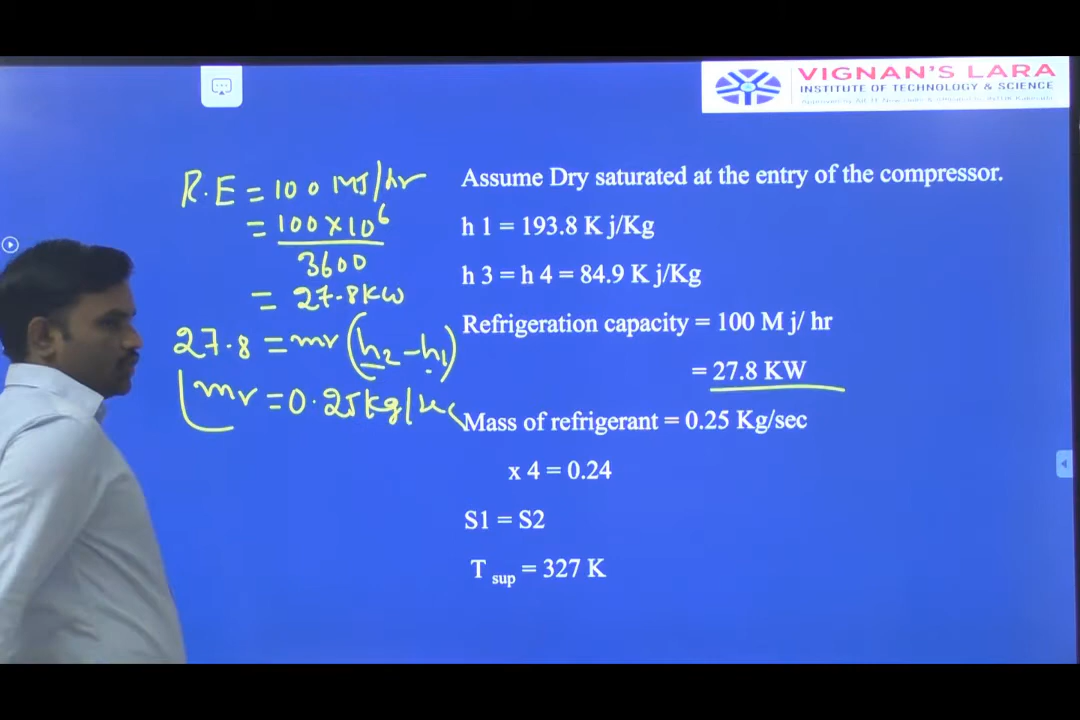 VIGNAN'S LARA
INSTITUTE OF TECHNOLOGY & SCIENCE
R.E = 100 MJ/hr
= 100 x 10^6
3600
= 27.8 KW
27.8 = mr (h2 - h1)
mr = 0.25 kg/sec
Assume Dry saturated at the entry of the compressor.
h 1 = 193.8 K j/Kg
h 3 = h 4 = 84.9 K j/Kg
Refrigeration capacity = 100 M j/ hr
= 27.8 KW
Mass of refrigerant = 0.25 Kg/sec
x 4 = 0.24
S1 = S2
T sup = 327 K